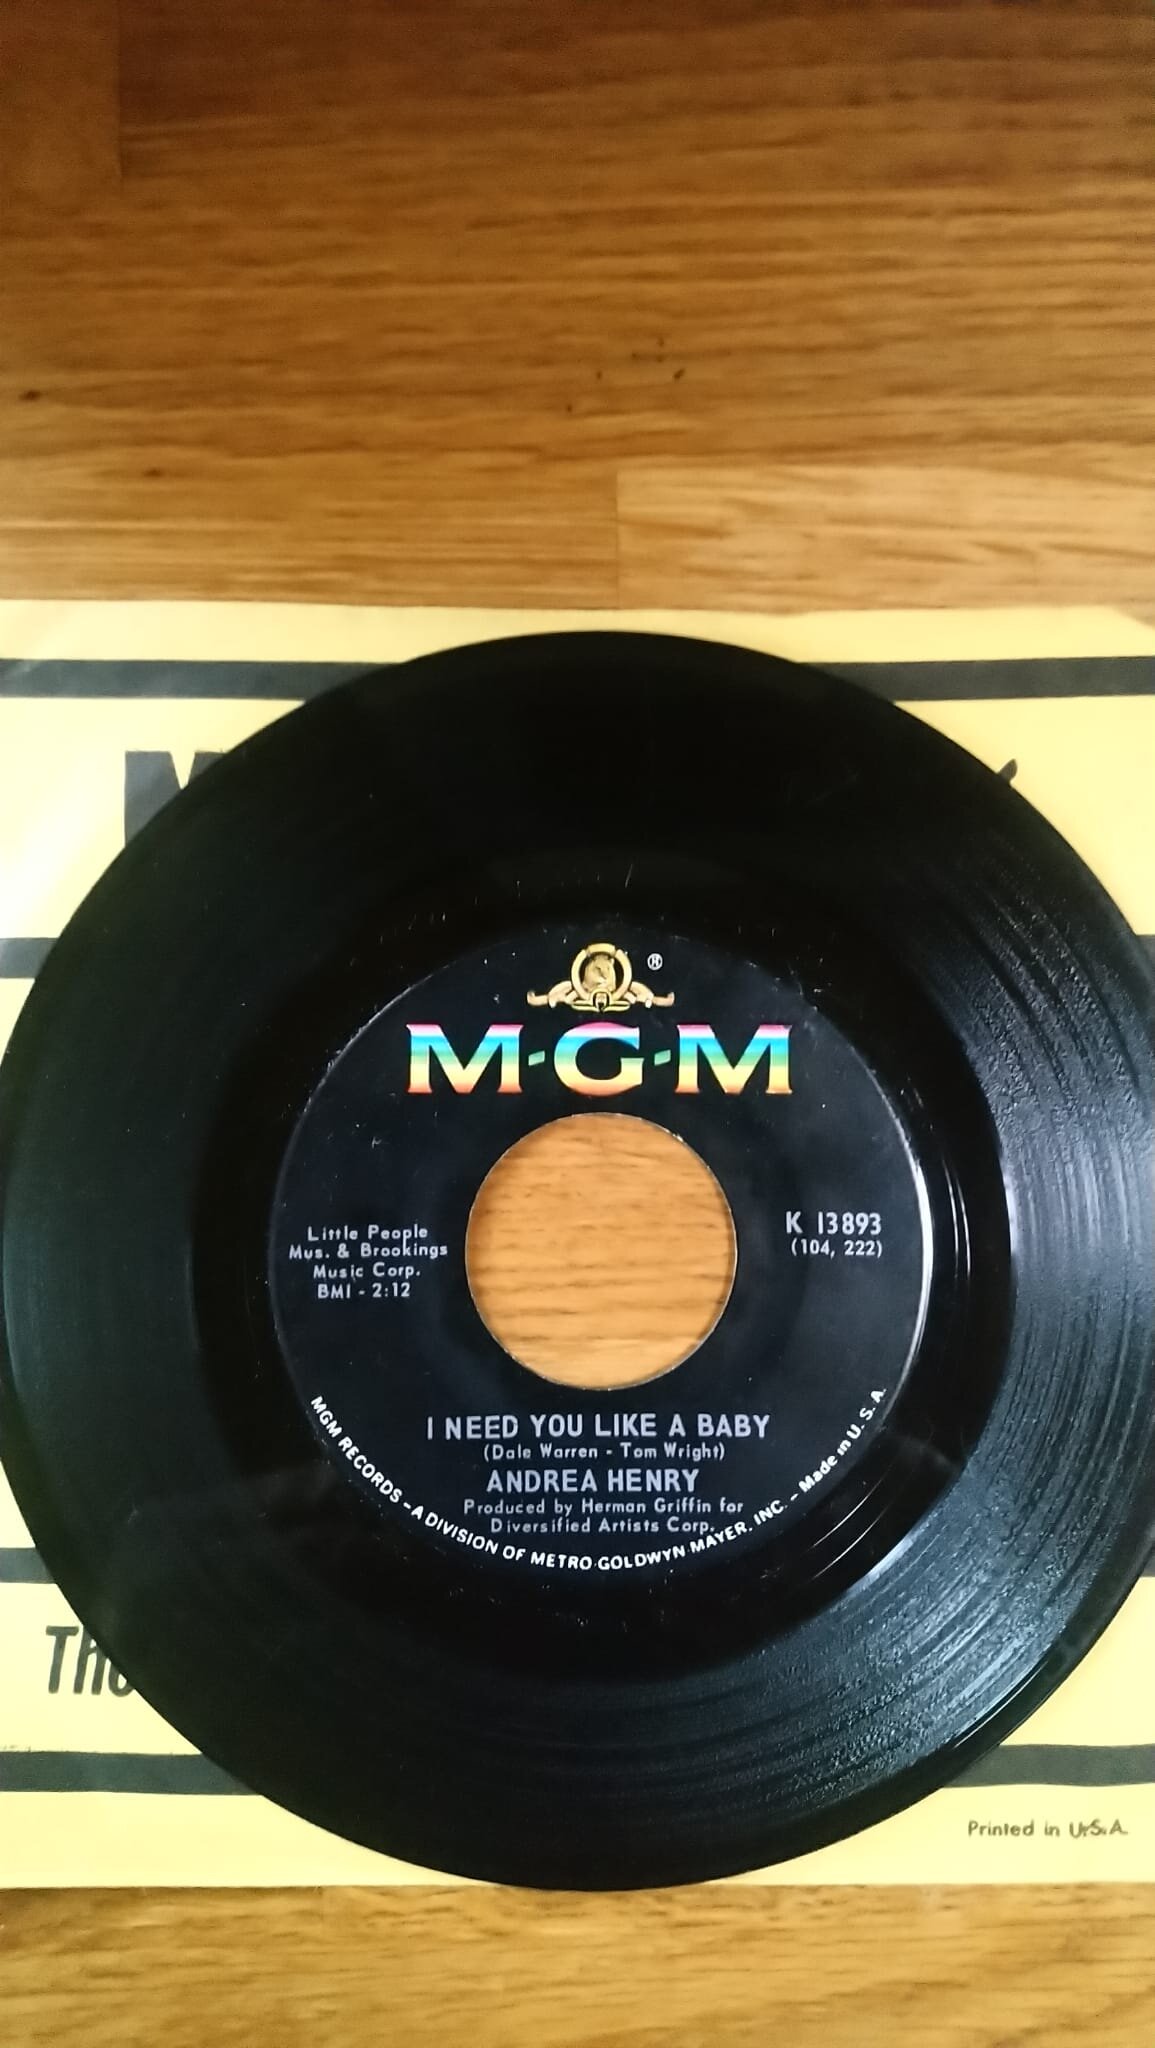 ®
M-G-M
Little People
Mus. & Brookings
Music Corp.
BMI - 2:12
K 13893
(104, 222)
I NEED YOU LIKE A BABY
(Dale Warren - Tom Wright)
ANDREA HENRY
Produced by Herman Griffin for
Diversified Artists Corp.
MGM RECORDS – A DIVISION OF METRO-GOLDWYN-MAYER, INC. – Made in U. S. A.
Printed in U.S.A.